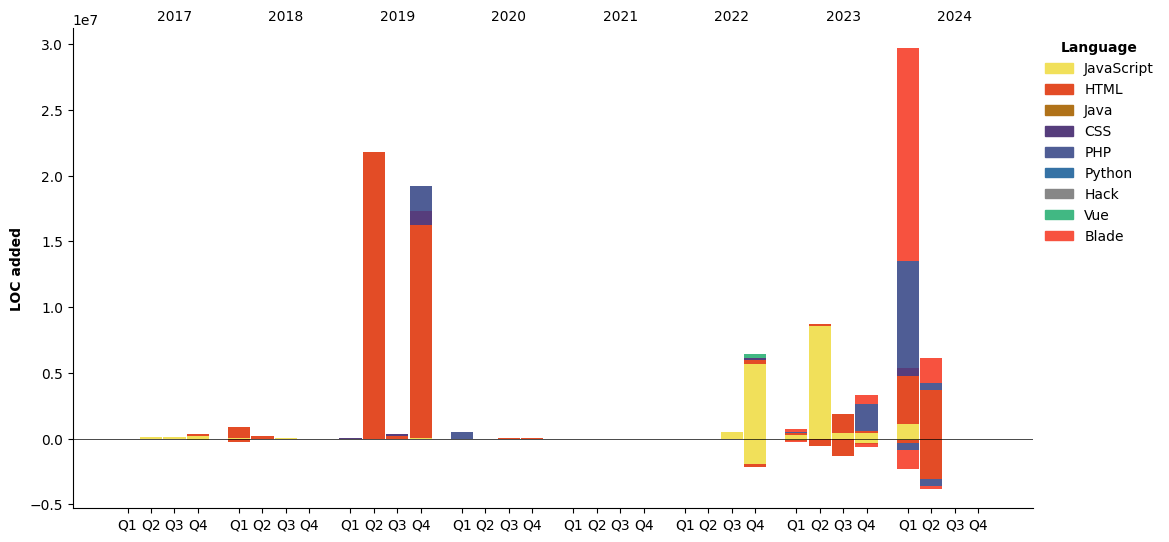 1e7
2017 2018 2019 2020 2021 2022 2023 2024
3.0
2.5
2.0
1.5
1.0
0.5
0.0
−0.5
LOC added
Q1 Q2 Q3 Q4 Q1 Q2 Q3 Q4 Q1 Q2 Q3 Q4 Q1 Q2 Q3 Q4 Q1 Q2 Q3 Q4 Q1 Q2 Q3 Q4 Q1 Q2 Q3 Q4 Q1 Q2 Q3 Q4
Language
JavaScript
HTML
Java
CSS
PHP
Python
Hack
Vue
Blade